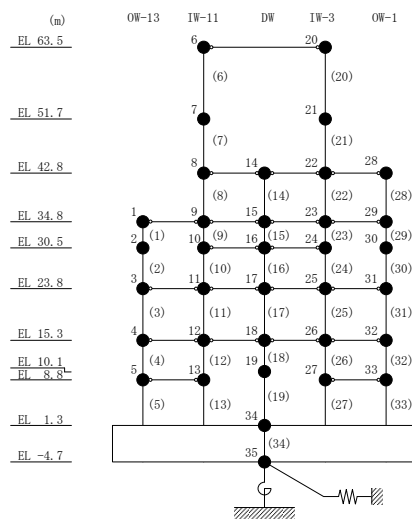 (m) OW-13 IW-11 DW IW-3 OW-1
EL 63.5 6 20
(6) (20)
EL 51.7 7 21
(7) (21)
EL 42.8 8 14 22 28
(8) (14) (22) (28)
EL 34.8 1 9 15 23 29
(1) (9) (15) (23) (29)
EL 30.5 2 10 16 24 30
(2) (10) (16) (24) (30)
EL 23.8 3 11 17 25 31
(3) (11) (17) (25) (31)
EL 15.3 4 12 18 26 32
(4) (12) (18) (26) (32)
EL 10.1 19
EL 8.8 5 13 27 33
(5) (13) (19) (27) (33)
EL 1.3 34
(34)
EL -4.7 35